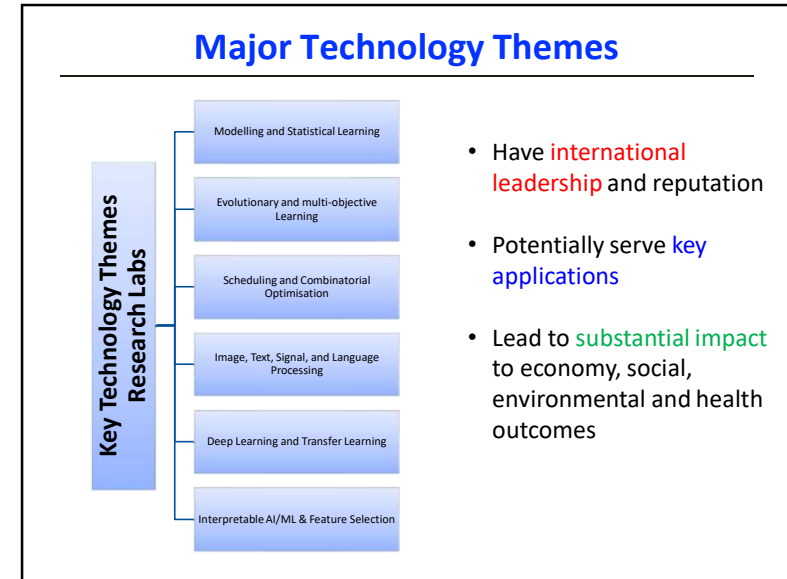 Major Technology Themes
Key Technology Themes
Research Labs
Modelling and Statistical Learning
Evolutionary and multi-objective
Learning
Scheduling and Combinatorial
Optimisation
Image, Text, Signal, and Language
Processing
Deep Learning and Transfer Learning
Interpretable AI/ML & Feature Selection
• Have international
leadership and reputation
• Potentially serve key
applications
• Lead to substantial impact
to economy, social,
environmental and health
outcomes